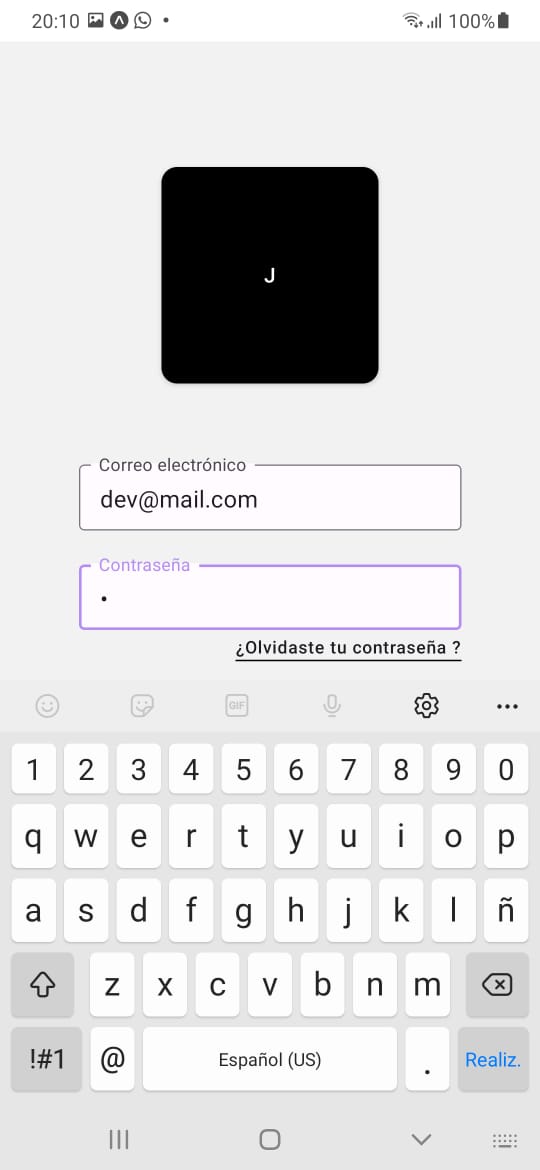 20:10 100%
J
Correo electrónico
dev@mail.com
Contraseña
¿Olvidaste tu contraseña ?
GIF
1 2 3 4 5 6 7 8 9 0
q w e r t y u i o p
a s d f g h j k l ñ
z x c v b n m
!#1 @ Español (US) . Realiz.